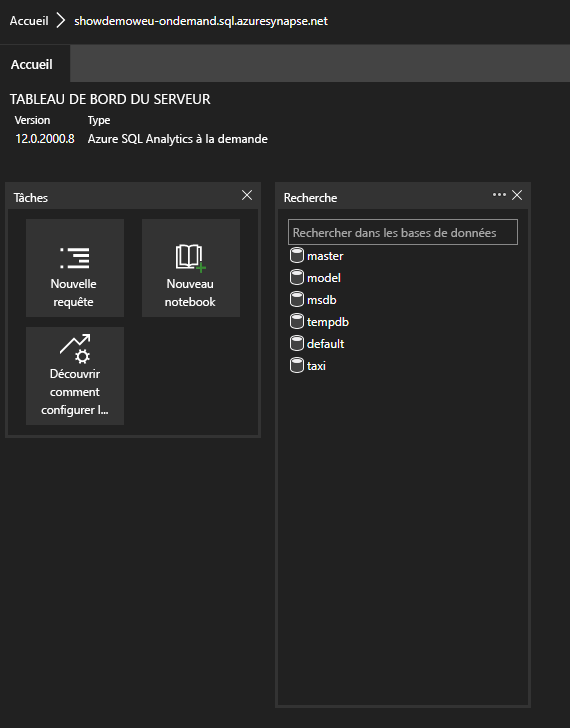 Accueil > showdemoweu-ondemand.sql.azuresynapse.net
Accueil
TABLEAU DE BORD DU SERVEUR
Version Type
12.0.2000.8 Azure SQL Analytics à la demande
Tâches
Nouvelle
requête
Nouveau
notebook
Découvrir
comment
configurer l...
Recherche
Rechercher dans les bases de données
master
model
msdb
tempdb
default
taxi